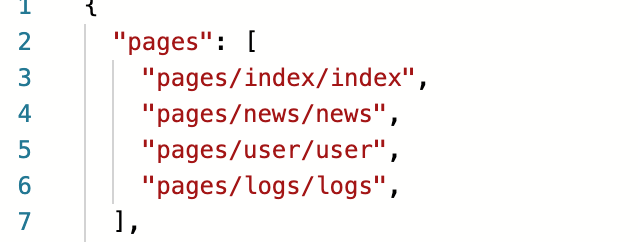 1 {
2 "pages": [
3 "pages/index/index",
4 "pages/news/news",
5 "pages/user/user",
6 "pages/logs/logs",
7 ],